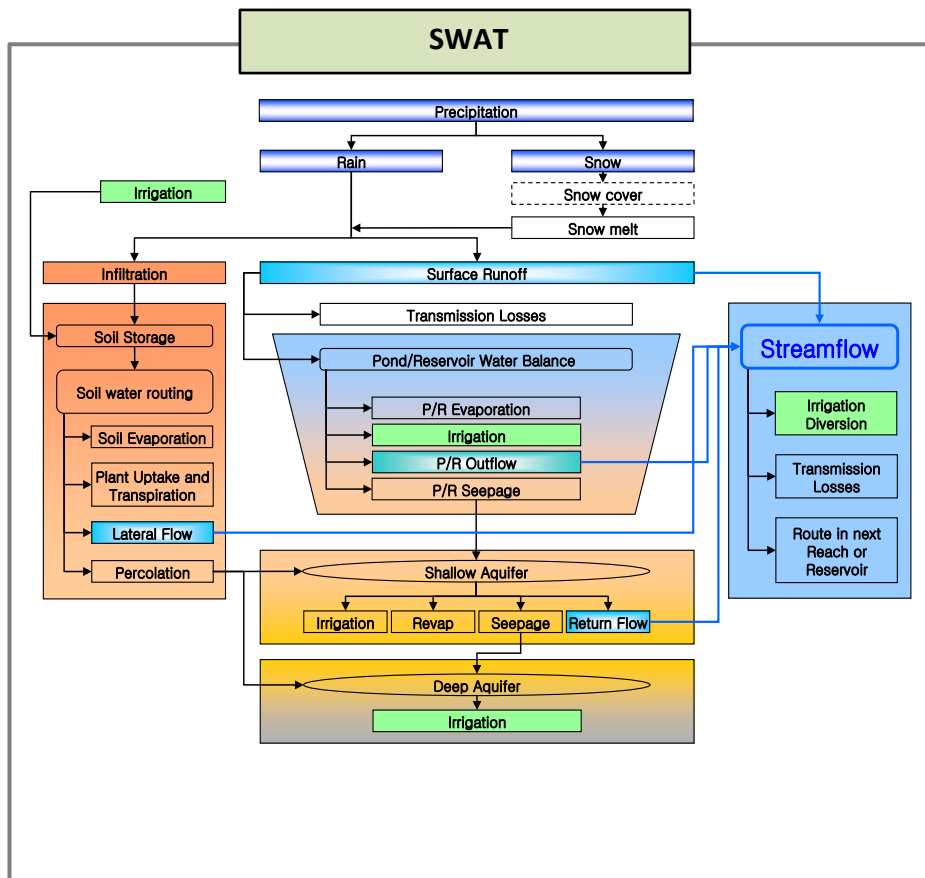 SWAT
Precipitation
Rain
Snow
Irrigation
Snow cover
Snow melt
Infiltration
Surface Runoff
Transmission Losses
Soil Storage
Streamflow
Pond/Reservoir Water Balance
Soil water routing
P/R Evaporation
Irrigation
Diversion
Soil Evaporation
Irrigation
P/R Outflow
Plant Uptake and
Transpiration
Transmission
Losses
P/R Seepage
Lateral Flow
Route in next
Reach or
Reservoir
Percolation
Shallow Aquifer
Irrigation
Revap
Seepage
Return Flow
Deep Aquifer
Irrigation